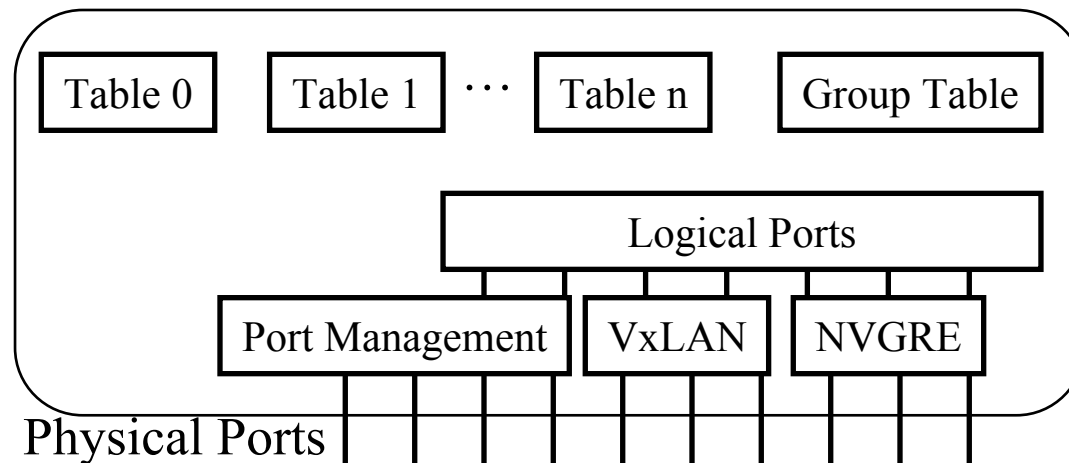 Table 0 Table 1 ··· Table n Group Table
Logical Ports
Port Management VxLAN NVGRE
Physical Ports